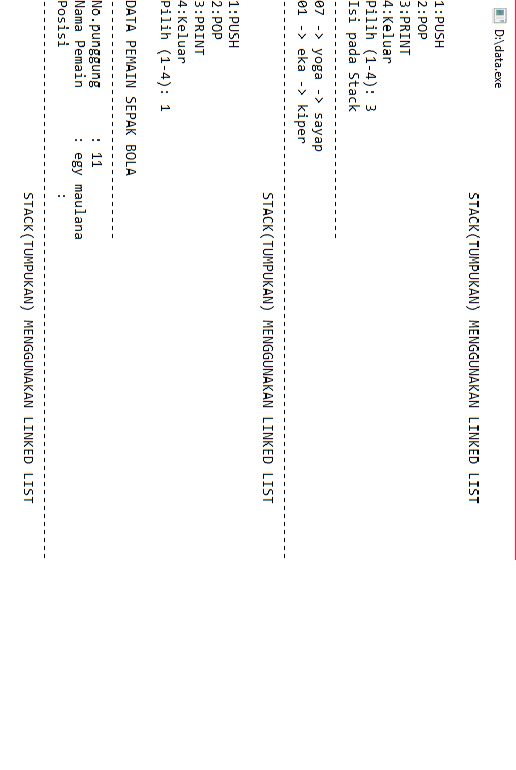 D:\data.exe
STACK(TUMPUKAN) MENGGUNAKAN LINKED LIST
1:PUSH
2:POP
3:PRINT
4:Keluar
Pilih (1-4): 3
Isi pada Stack
------------------------------
07 -> yoga -> sayap
01 -> eka -> kiper
----------------------------------------------------------------------
STACK(TUMPUKAN) MENGGUNAKAN LINKED LIST
1:PUSH
2:POP
3:PRINT
4:Keluar
Pilih (1-4): 1
DATA PEMAIN SEPAK BOLA
------------------------------
No.punggung : 11
Nama Pemain : egy maulana
Posisi :
----------------------------------------------------------------------
STACK(TUMPUKAN) MENGGUNAKAN LINKED LIST